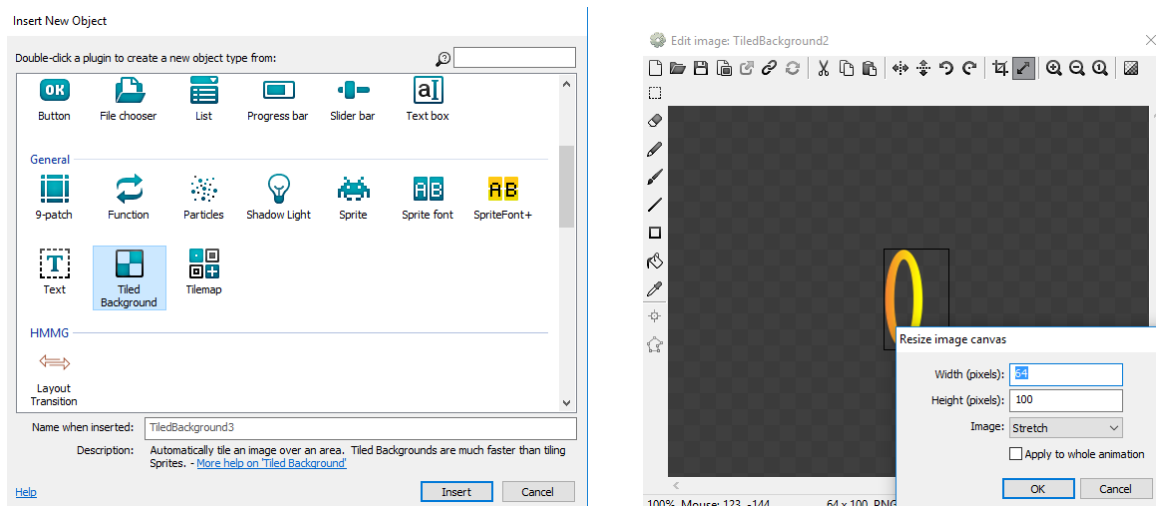 Insert New Object
Double-click a plugin to create a new object type from:
OK
aI
Button
File chooser
List
Progress bar
Slider bar
Text box
General
AB
AB
9-patch
Function
Particles
Shadow Light
Sprite
Sprite font
SpriteFont+
T
Text
Tiled
Background
Tilemap
HMMG
Layout
Transition
Name when inserted: TiledBackground3
Description: Automatically tile an image over an area. Tiled Backgrounds are much faster than tiling
Sprites. - More help on 'Tiled Background'
Help
Insert
Cancel
Edit image: TiledBackground2
Resize image canvas
Width (pixels): 64
Height (pixels): 100
Image: Stretch
Apply to whole animation
OK
Cancel
100% Mouse: 123, -144 64 x 100, PNG